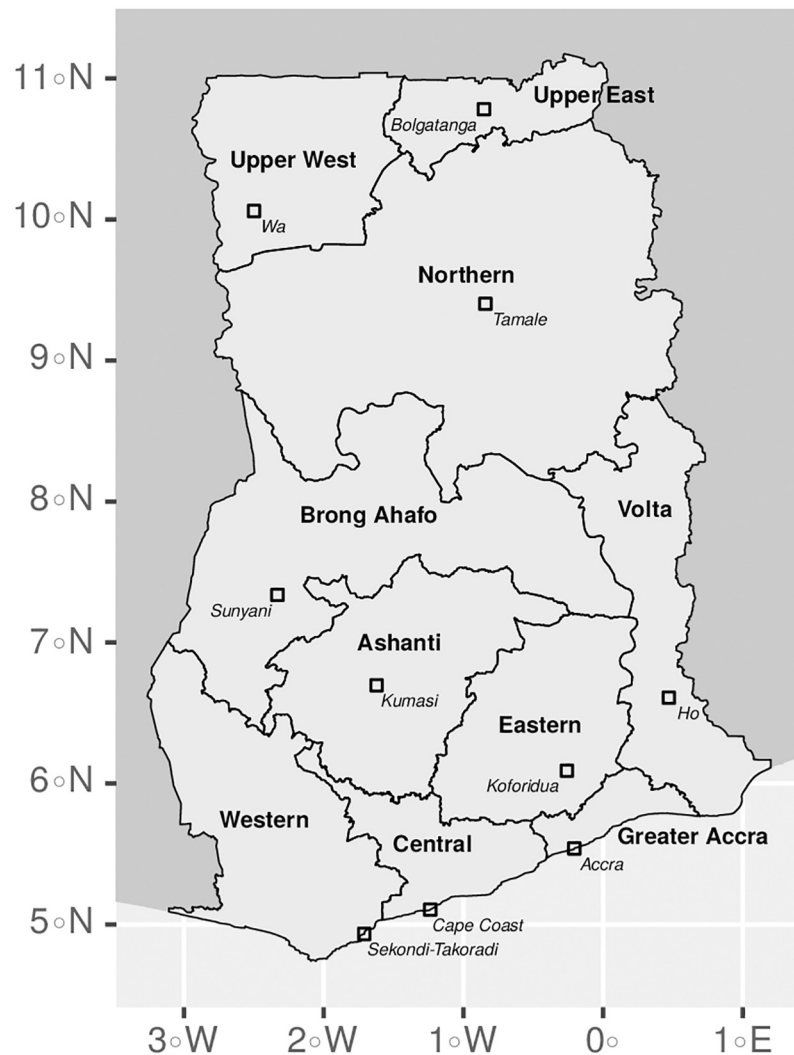 11°N
Upper East
Bolgatanga
Upper West
10°N
Wa
Northern
Tamale
9°N
8°N
Brong Ahafo
Volta
Sunyani
7°N
Ashanti
Kumasi
Ho
Eastern
6°N
Koforidua
Western
Central
Greater Accra
Accra
5°N
Cape Coast
Sekondi-Takoradi
3°W
2°W
1°W
0°
1°E